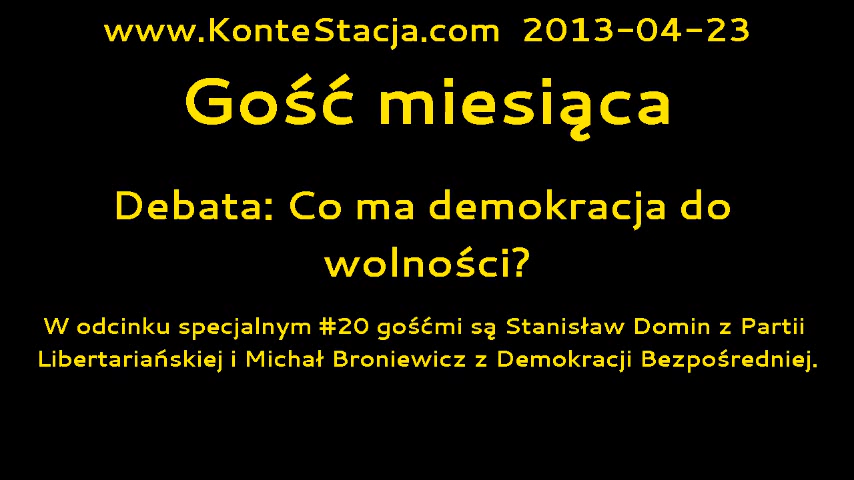 www.KonteStacja.com 2013-04-23
Gość miesiąca
Debata: Co ma demokracja do
wolności?
W odcinku specjalnym #20 gośćmi są Stanisław Domin z Partii
Libertariańskiej i Michał Broniewicz z Demokracji Bezpośredniej.